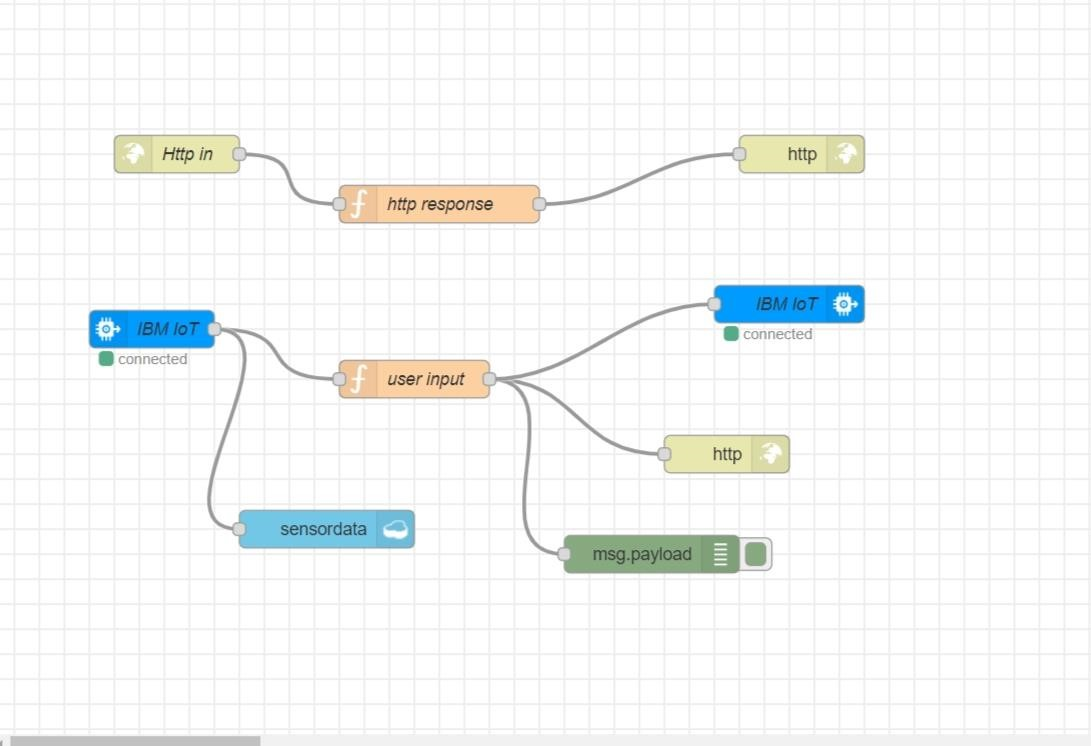 Http in
http
http response
IBM IoT
connected
IBM IoT
connected
user input
http
sensordata
msg.payload